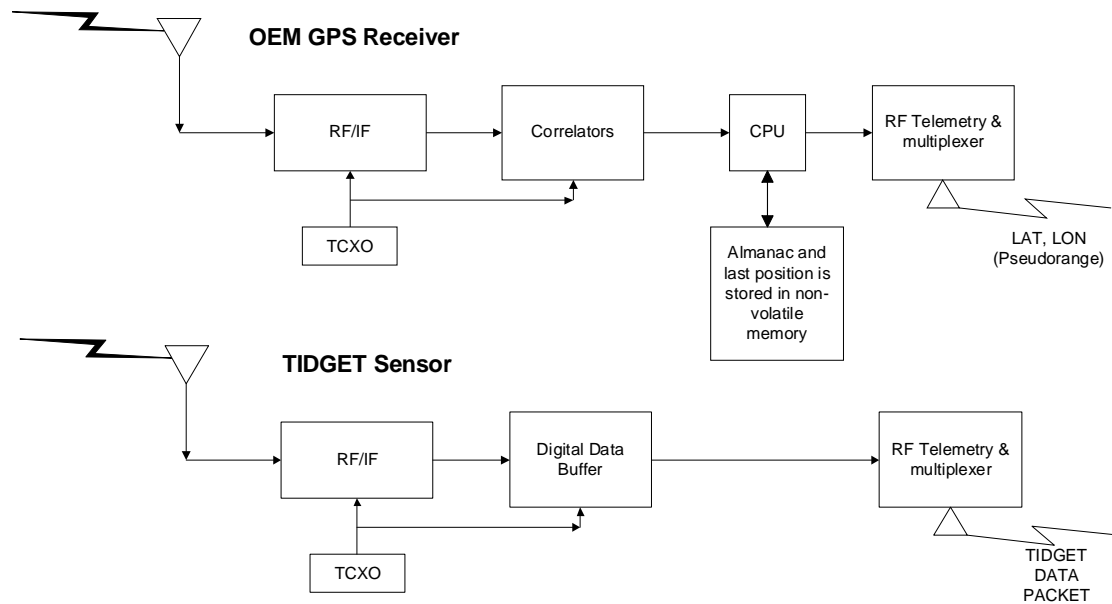 OEM GPS Receiver
RF/IF
Correlators
CPU
RF Telemetry &
multiplexer
TCXO
Almanac and
last position is
stored in non-
volatile
memory
LAT, LON
(Pseudorange)
TIDGET Sensor
RF/IF
Digital Data
Buffer
RF Telemetry &
multiplexer
TCXO
TIDGET
DATA
PACKET